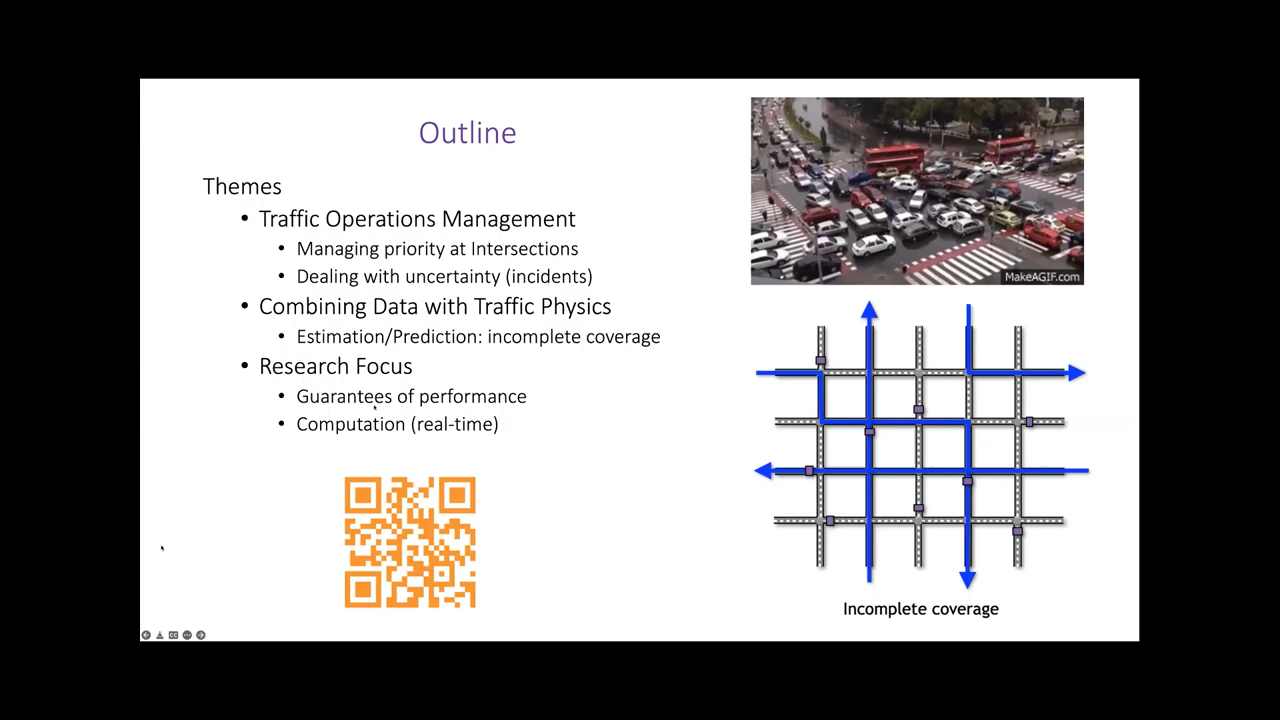 Outline
Themes
• Traffic Operations Management
• Managing priority at Intersections
• Dealing with uncertainty (incidents)
• Combining Data with Traffic Physics
• Estimation/Prediction: incomplete coverage
• Research Focus
• Guarantees of performance
• Computation (real-time)
MakeAGIF.com
Incomplete coverage